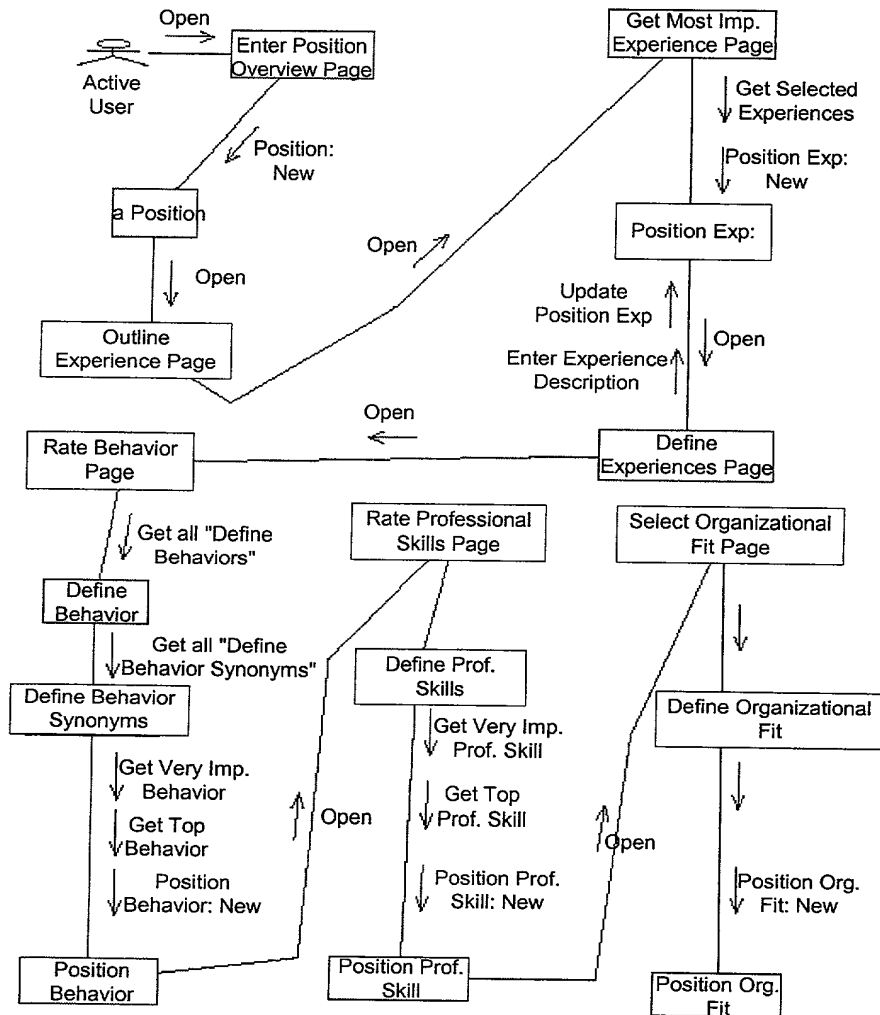 Open
Enter Position
Overview Page
Active
User
Position:
New
a Position
Open
Outline
Experience Page
Open
Get Most Imp.
Experience Page
Get Selected
Experiences
Position Exp:
New
Position Exp:
Update
Position Exp
Open
Enter Experience
Description
Define
Experiences Page
Open
Rate Behavior
Page
Get all "Define
Behaviors"
Define
Behavior
Get all "Define
Behavior Synonyms"
Define Behavior
Synonyms
Get Very Imp.
Behavior
Get Top
Behavior
Position
Behavior: New
Position
Behavior
Open
Rate Professional
Skills Page
Define Prof.
Skills
Get Very Imp.
Prof. Skill
Get Top
Prof. Skill
Position Prof.
Skill: New
Position Prof.
Skill
Open
Select Organizational
Fit Page
Define Organizational
Fit
Position Org.
Fit: New
Position Org.
Fit